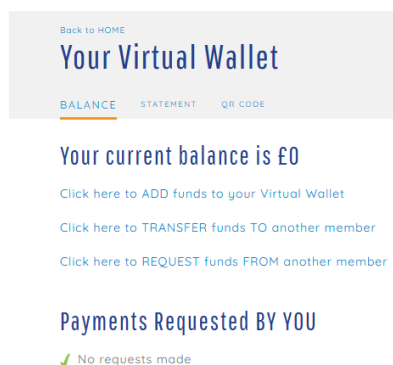 Back to HOME
Your Virtual Wallet
BALANCE STATEMENT QR CODE
Your current balance is £0
Click here to ADD funds to your Virtual Wallet
Click here to TRANSFER funds TO another member
Click here to REQUEST funds FROM another member
Payments Requested BY YOU
No requests made